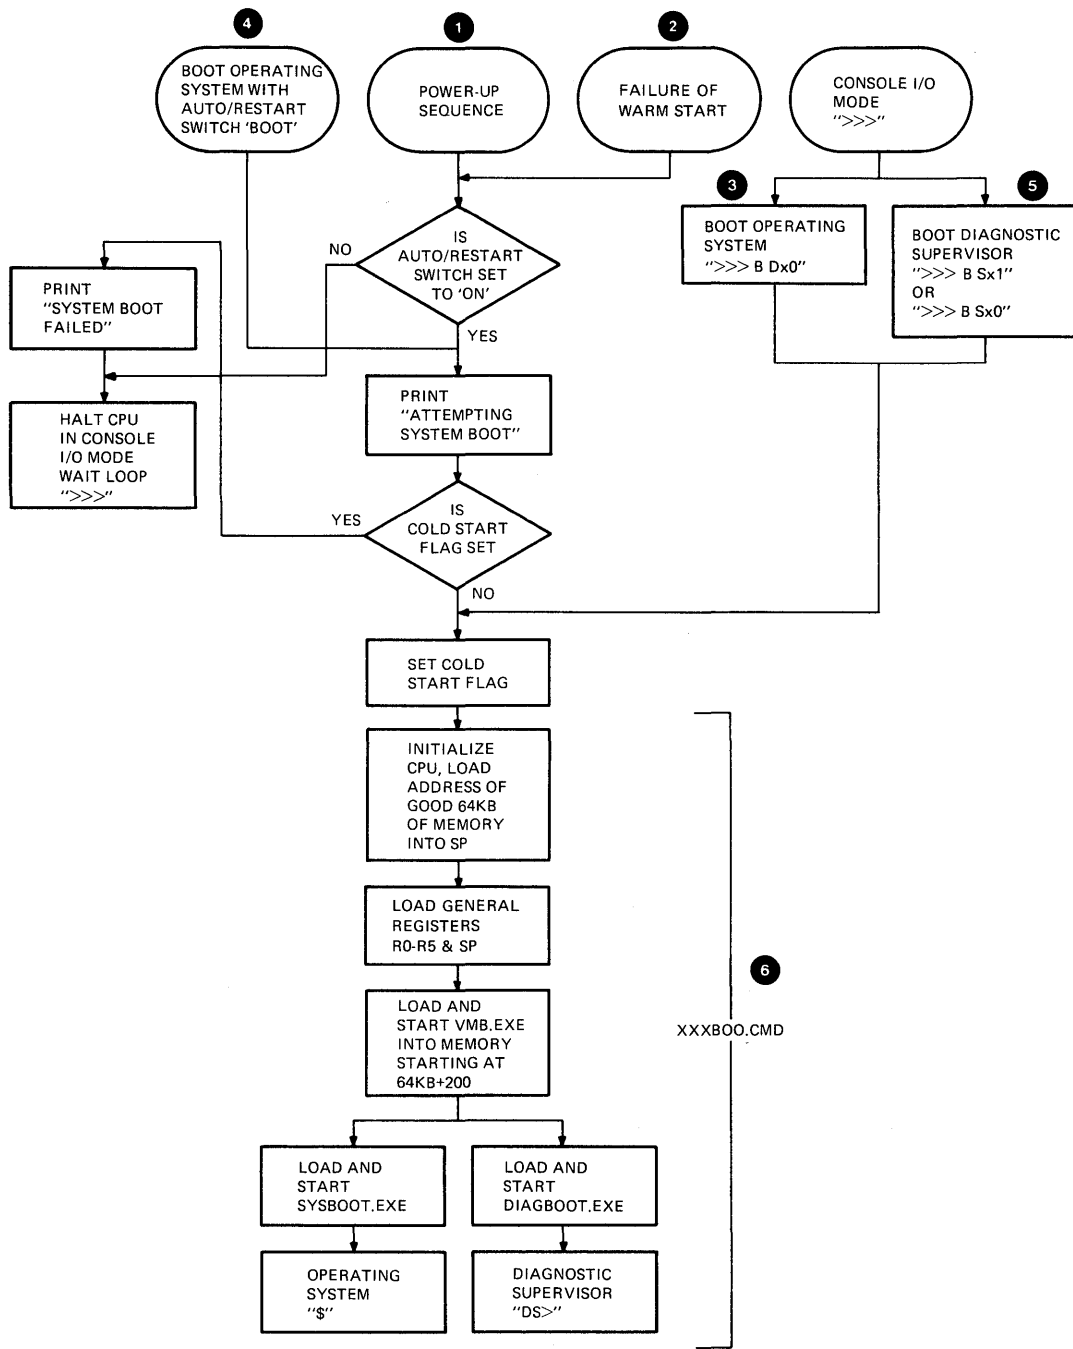 4
1
2
BOOT OPERATING
SYSTEM WITH
AUTO/RESTART
SWITCH 'BOOT'
POWER-UP
SEQUENCE
FAILURE OF
WARM START
CONSOLE I/O
MODE
">>>"
3
5
BOOT OPERATING
SYSTEM
">>> B Dx0"
BOOT DIAGNOSTIC
SUPERVISOR
">>> B Sx1"
OR
">>> B Sx0"
IS
AUTO/RESTART
SWITCH SET
TO 'ON'
NO
YES
PRINT
"SYSTEM BOOT
FAILED"
HALT CPU
IN CONSOLE
I/O MODE
WAIT LOOP
">>>"
PRINT
"ATTEMPTING
SYSTEM BOOT"
IS
COLD START
FLAG SET
YES
NO
SET COLD
START FLAG
INITIALIZE
CPU, LOAD
ADDRESS OF
GOOD 64KB
OF MEMORY
INTO SP
LOAD GENERAL
REGISTERS
R0-R5 & SP
LOAD AND
START VMB.EXE
INTO MEMORY
STARTING AT
64KB+200
6
XXXBOO.CMD
LOAD AND
START
SYSBOOT.EXE
LOAD AND
START
DIAGBOOT.EXE
OPERATING
SYSTEM
"$"
DIAGNOSTIC
SUPERVISOR
"DS>"